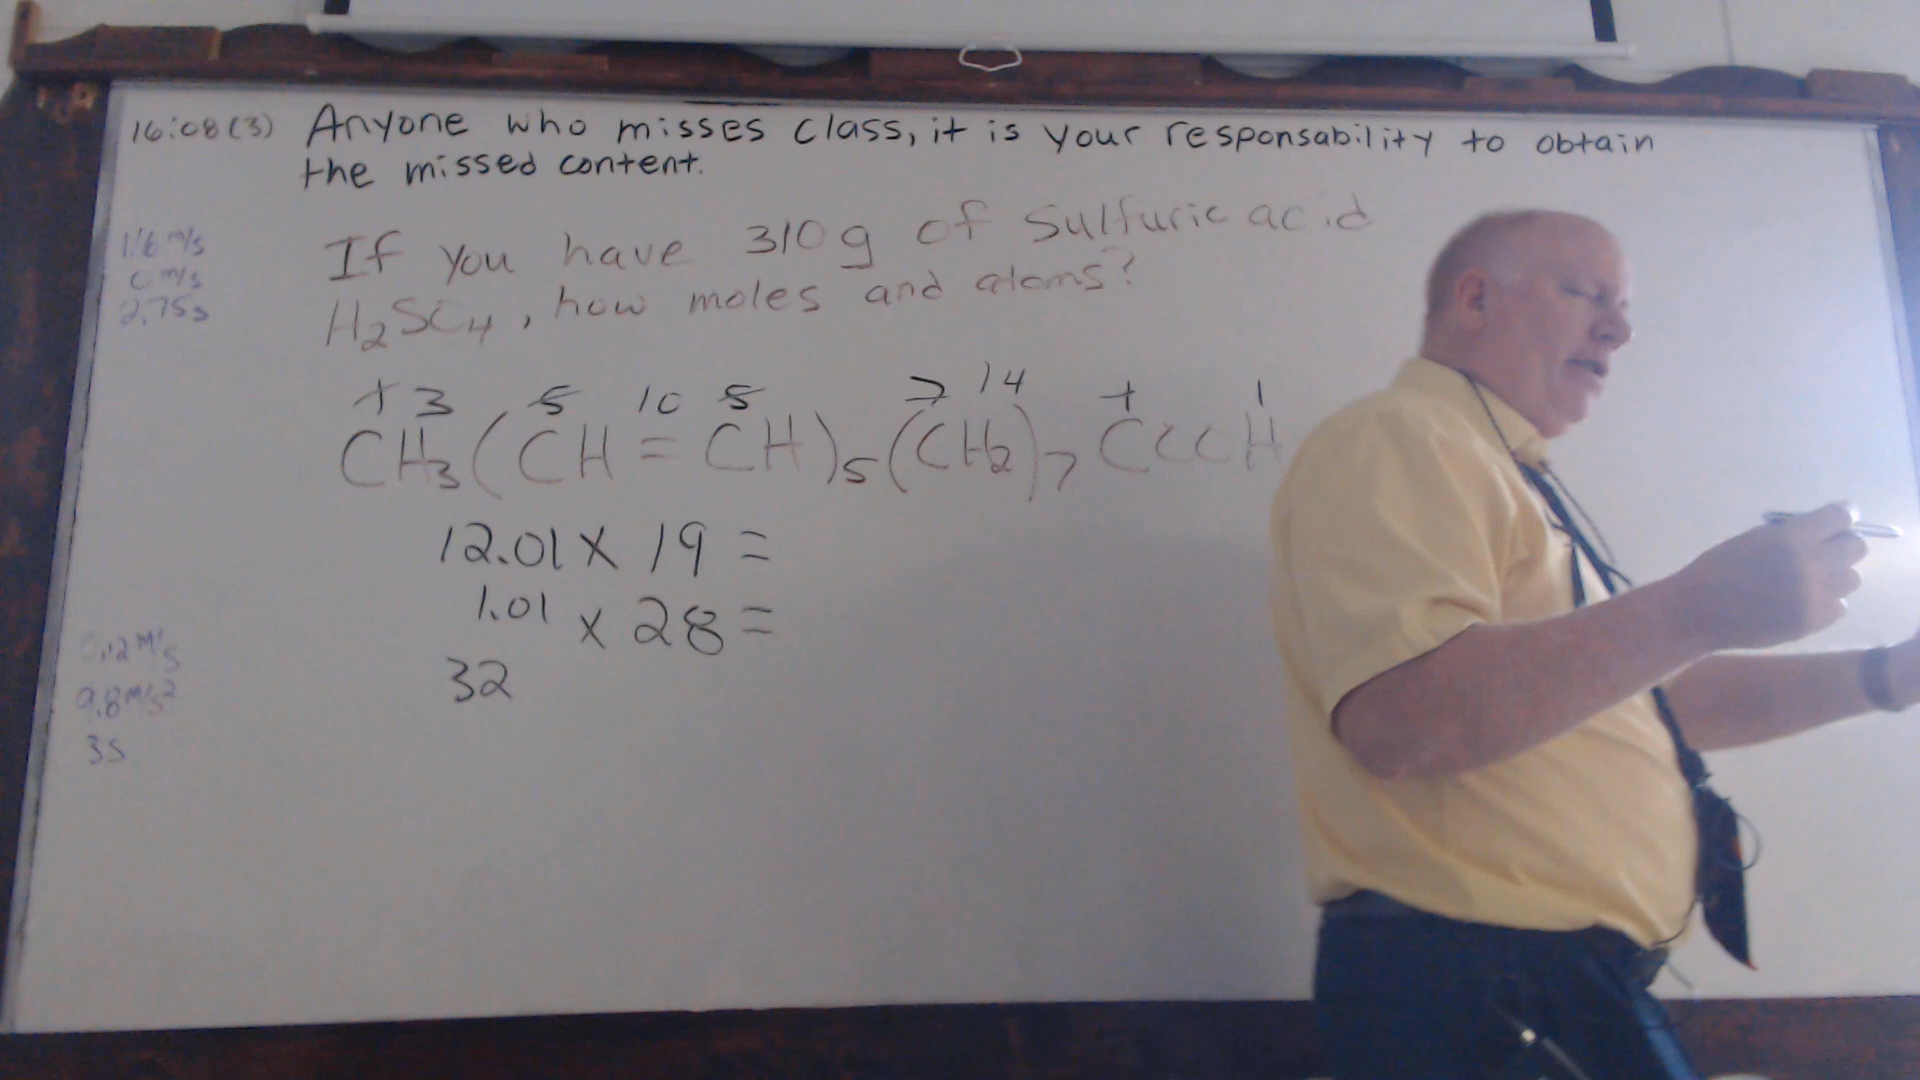 16:08(3) Anyone who misses class, it is your responsability to obtain
the missed content.
1.6 m/s
0 m/s
2.75s
If you have 310g of Sulfuric acid
H2SO4, how moles and atoms?
+ 3 5 10 5 7 14 + 1
CH3(CH=CH)5(CH2)7 CCCH
12.01 x 19 =
1.01 x 28 =
32
0.12 M/s
9.8 M/s2
3s